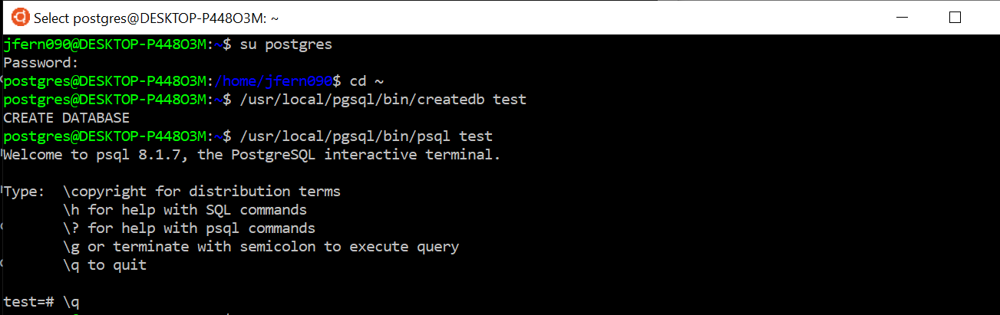 Select postgres@DESKTOP-P448O3M: ~
jfern090@DESKTOP-P448O3M:~$ su postgres
Password:
postgres@DESKTOP-P448O3M:/home/jfern090$ cd ~
postgres@DESKTOP-P448O3M:~$ /usr/local/pgsql/bin/createdb test
CREATE DATABASE
postgres@DESKTOP-P448O3M:~$ /usr/local/pgsql/bin/psql test
Welcome to psql 8.1.7, the PostgreSQL interactive terminal.
Type:  \copyright for distribution terms
       \h for help with SQL commands
       \? for help with psql commands
       \g or terminate with semicolon to execute query
       \q to quit
test=# \q